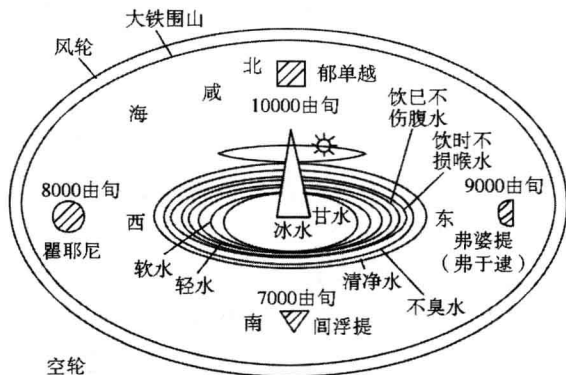 大铁围山
风轮
北
郁单越
咸
海
10000由旬
饮已不
伤腹水
饮时不
损喉水
8000由旬
9000由旬
西
甘水
冰水
东
瞿耶尼
弗婆提
（弗于逮）
软水
轻水
清净水
不臭水
7000由旬
南
阎浮提
空轮